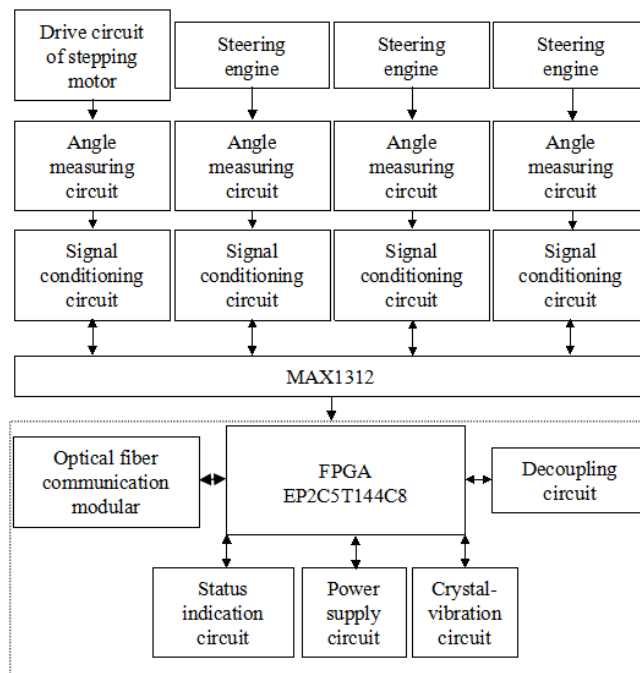 Drive circuit
of stepping
motor
Steering
engine
Steering
engine
Steering
engine
Angle
measuring
circuit
Angle
measuring
circuit
Angle
measuring
circuit
Angle
measuring
circuit
Signal
conditioning
circuit
Signal
conditioning
circuit
Signal
conditioning
circuit
Signal
conditioning
circuit
MAX1312
Optical fiber
communication
modular
FPGA
EP2C5T144C8
Decoupling
circuit
Status
indication
circuit
Power
supply
circuit
Crystal-
vibration
circuit